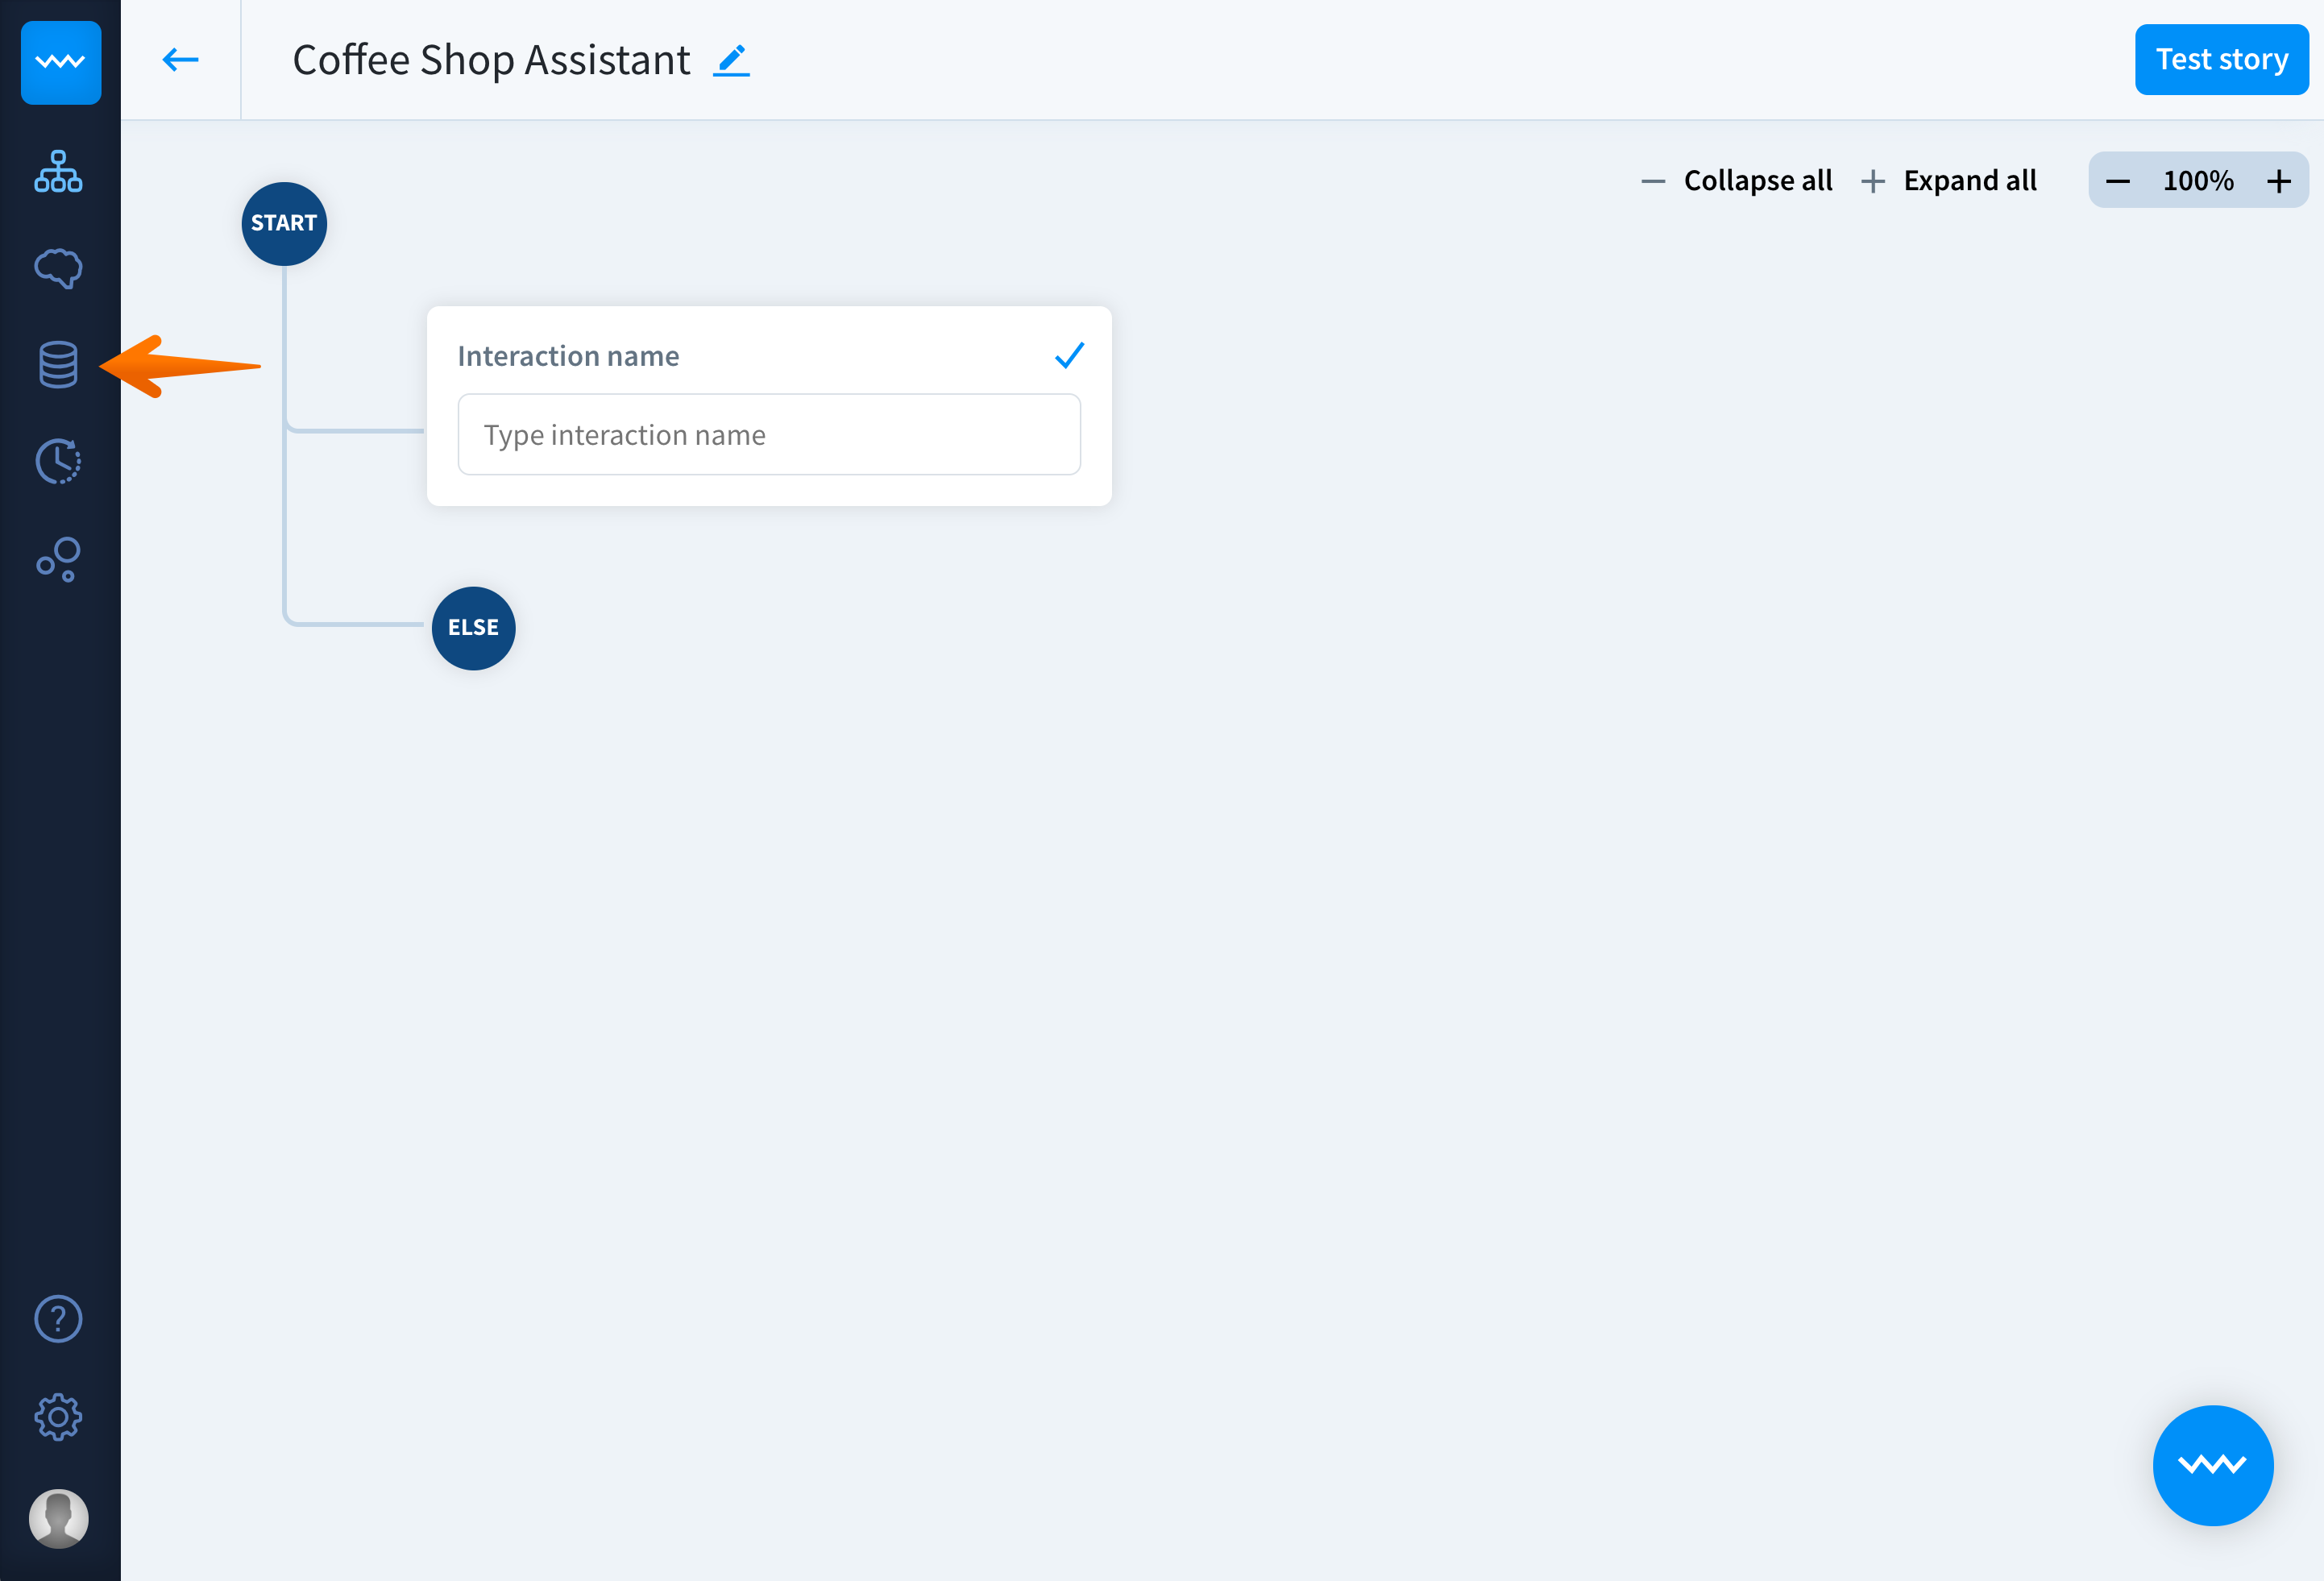 Coffee Shop Assistant
Test story
Collapse all
Expand all
100%
START
Interaction name
Type interaction name
ELSE
?